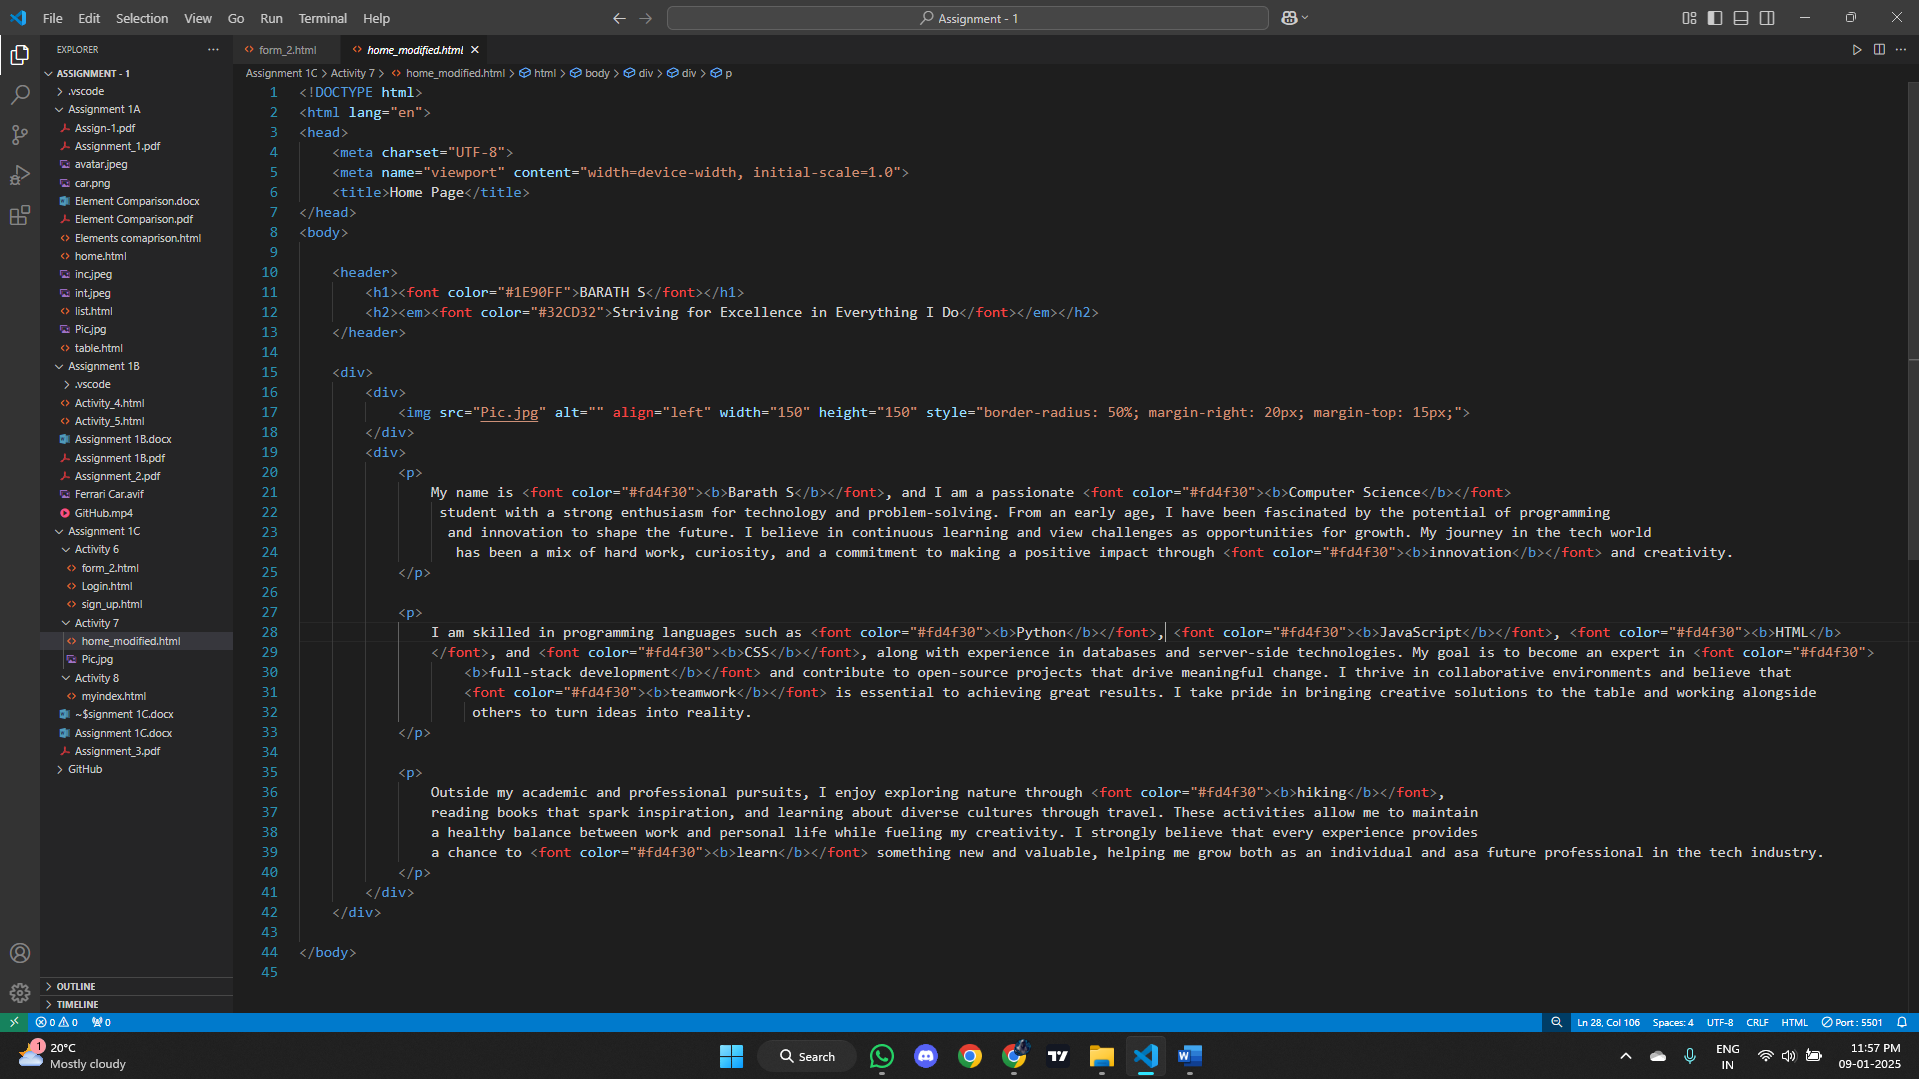 File Edit Selection View Go Run Terminal Help
Assignment - 1
EXPLORER
ASSIGNMENT - 1
.vscode
Assignment 1A
Assign-1.pdf
Assignment_1.pdf
avatar.jpeg
car.png
Element Comparison.docx
Element Comparison.pdf
Elements comaprison.html
home.html
inc.jpeg
int.jpeg
list.html
Pic.jpg
table.html
Assignment 1B
.vscode
Activity_4.html
Activity_5.html
Assignment 1B.docx
Assignment 1B.pdf
Assignment_2.pdf
Ferrari Car.avif
GitHub.mp4
Assignment 1C
Activity 6
form_2.html
Login.html
sign_up.html
Activity 7
home_modified.html
Pic.jpg
Activity 8
myindex.html
~$signment 1C.docx
Assignment 1C.docx
Assignment_3.pdf
GitHub
OUTLINE
TIMELINE
form_2.html home_modified.html
Assignment 1C > Activity 7 > home_modified.html > html > body > div > div > p
1 <!DOCTYPE html>
2 <html lang="en">
3 <head>
4 <meta charset="UTF-8">
5 <meta name="viewport" content="width=device-width, initial-scale=1.0">
6 <title>Home Page</title>
7 </head>
8 <body>
9
10 <header>
11 <h1><font color="#1E90FF">BARATH S</font></h1>
12 <h2><em><font color="#32CD32">Striving for Excellence in Everything I Do</font></em></h2>
13 </header>
14
15 <div>
16 <div>
17 <img src="Pic.jpg" alt="" align="left" width="150" height="150" style="border-radius: 50%; margin-right: 20px; margin-top: 15px;">
18 </div>
19 <div>
20 <p>
21 My name is <font color="#fd4f30"><b>Barath S</b></font>, and I am a passionate <font color="#fd4f30"><b>Computer Science</b></font>
22 student with a strong enthusiasm for technology and problem-solving. From an early age, I have been fascinated by the potential of programming
23 and innovation to shape the future. I believe in continuous learning and view challenges as opportunities for growth. My journey in the tech world
24 has been a mix of hard work, curiosity, and a commitment to making a positive impact through <font color="#fd4f30"><b>innovation</b></font> and creativity.
25 </p>
26
27 <p>
28 I am skilled in programming languages such as <font color="#fd4f30"><b>Python</b></font>, <font color="#fd4f30"><b>JavaScript</b></font>, <font color="#fd4f30"><b>HTML</b>
29 </font>, and <font color="#fd4f30"><b>CSS</b></font>, along with experience in databases and server-side technologies. My goal is to become an expert in <font color="#fd4f30">
30 <b>full-stack development</b></font> and contribute to open-source projects that drive meaningful change. I thrive in collaborative environments and believe that
31 <font color="#fd4f30"><b>teamwork</b></font> is essential to achieving great results. I take pride in bringing creative solutions to the table and working alongside
32 others to turn ideas into reality.
33 </p>
34
35 <p>
36 Outside my academic and professional pursuits, I enjoy exploring nature through <font color="#fd4f30"><b>hiking</b></font>,
37 reading books that spark inspiration, and learning about diverse cultures through travel. These activities allow me to maintain
38 a healthy balance between work and personal life while fueling my creativity. I strongly believe that every experience provides
39 a chance to <font color="#fd4f30"><b>learn</b></font> something new and valuable, helping me grow both as an individual and asa future professional in the tech industry.
40 </p>
41 </div>
42 </div>
43
44 </body>
45
0 0 0 Ln 28, Col 106 Spaces: 4 UTF-8 CRLF HTML Port : 5501
1 20°C
Mostly cloudy
Search
ENG
IN
11:57 PM
09-01-2025